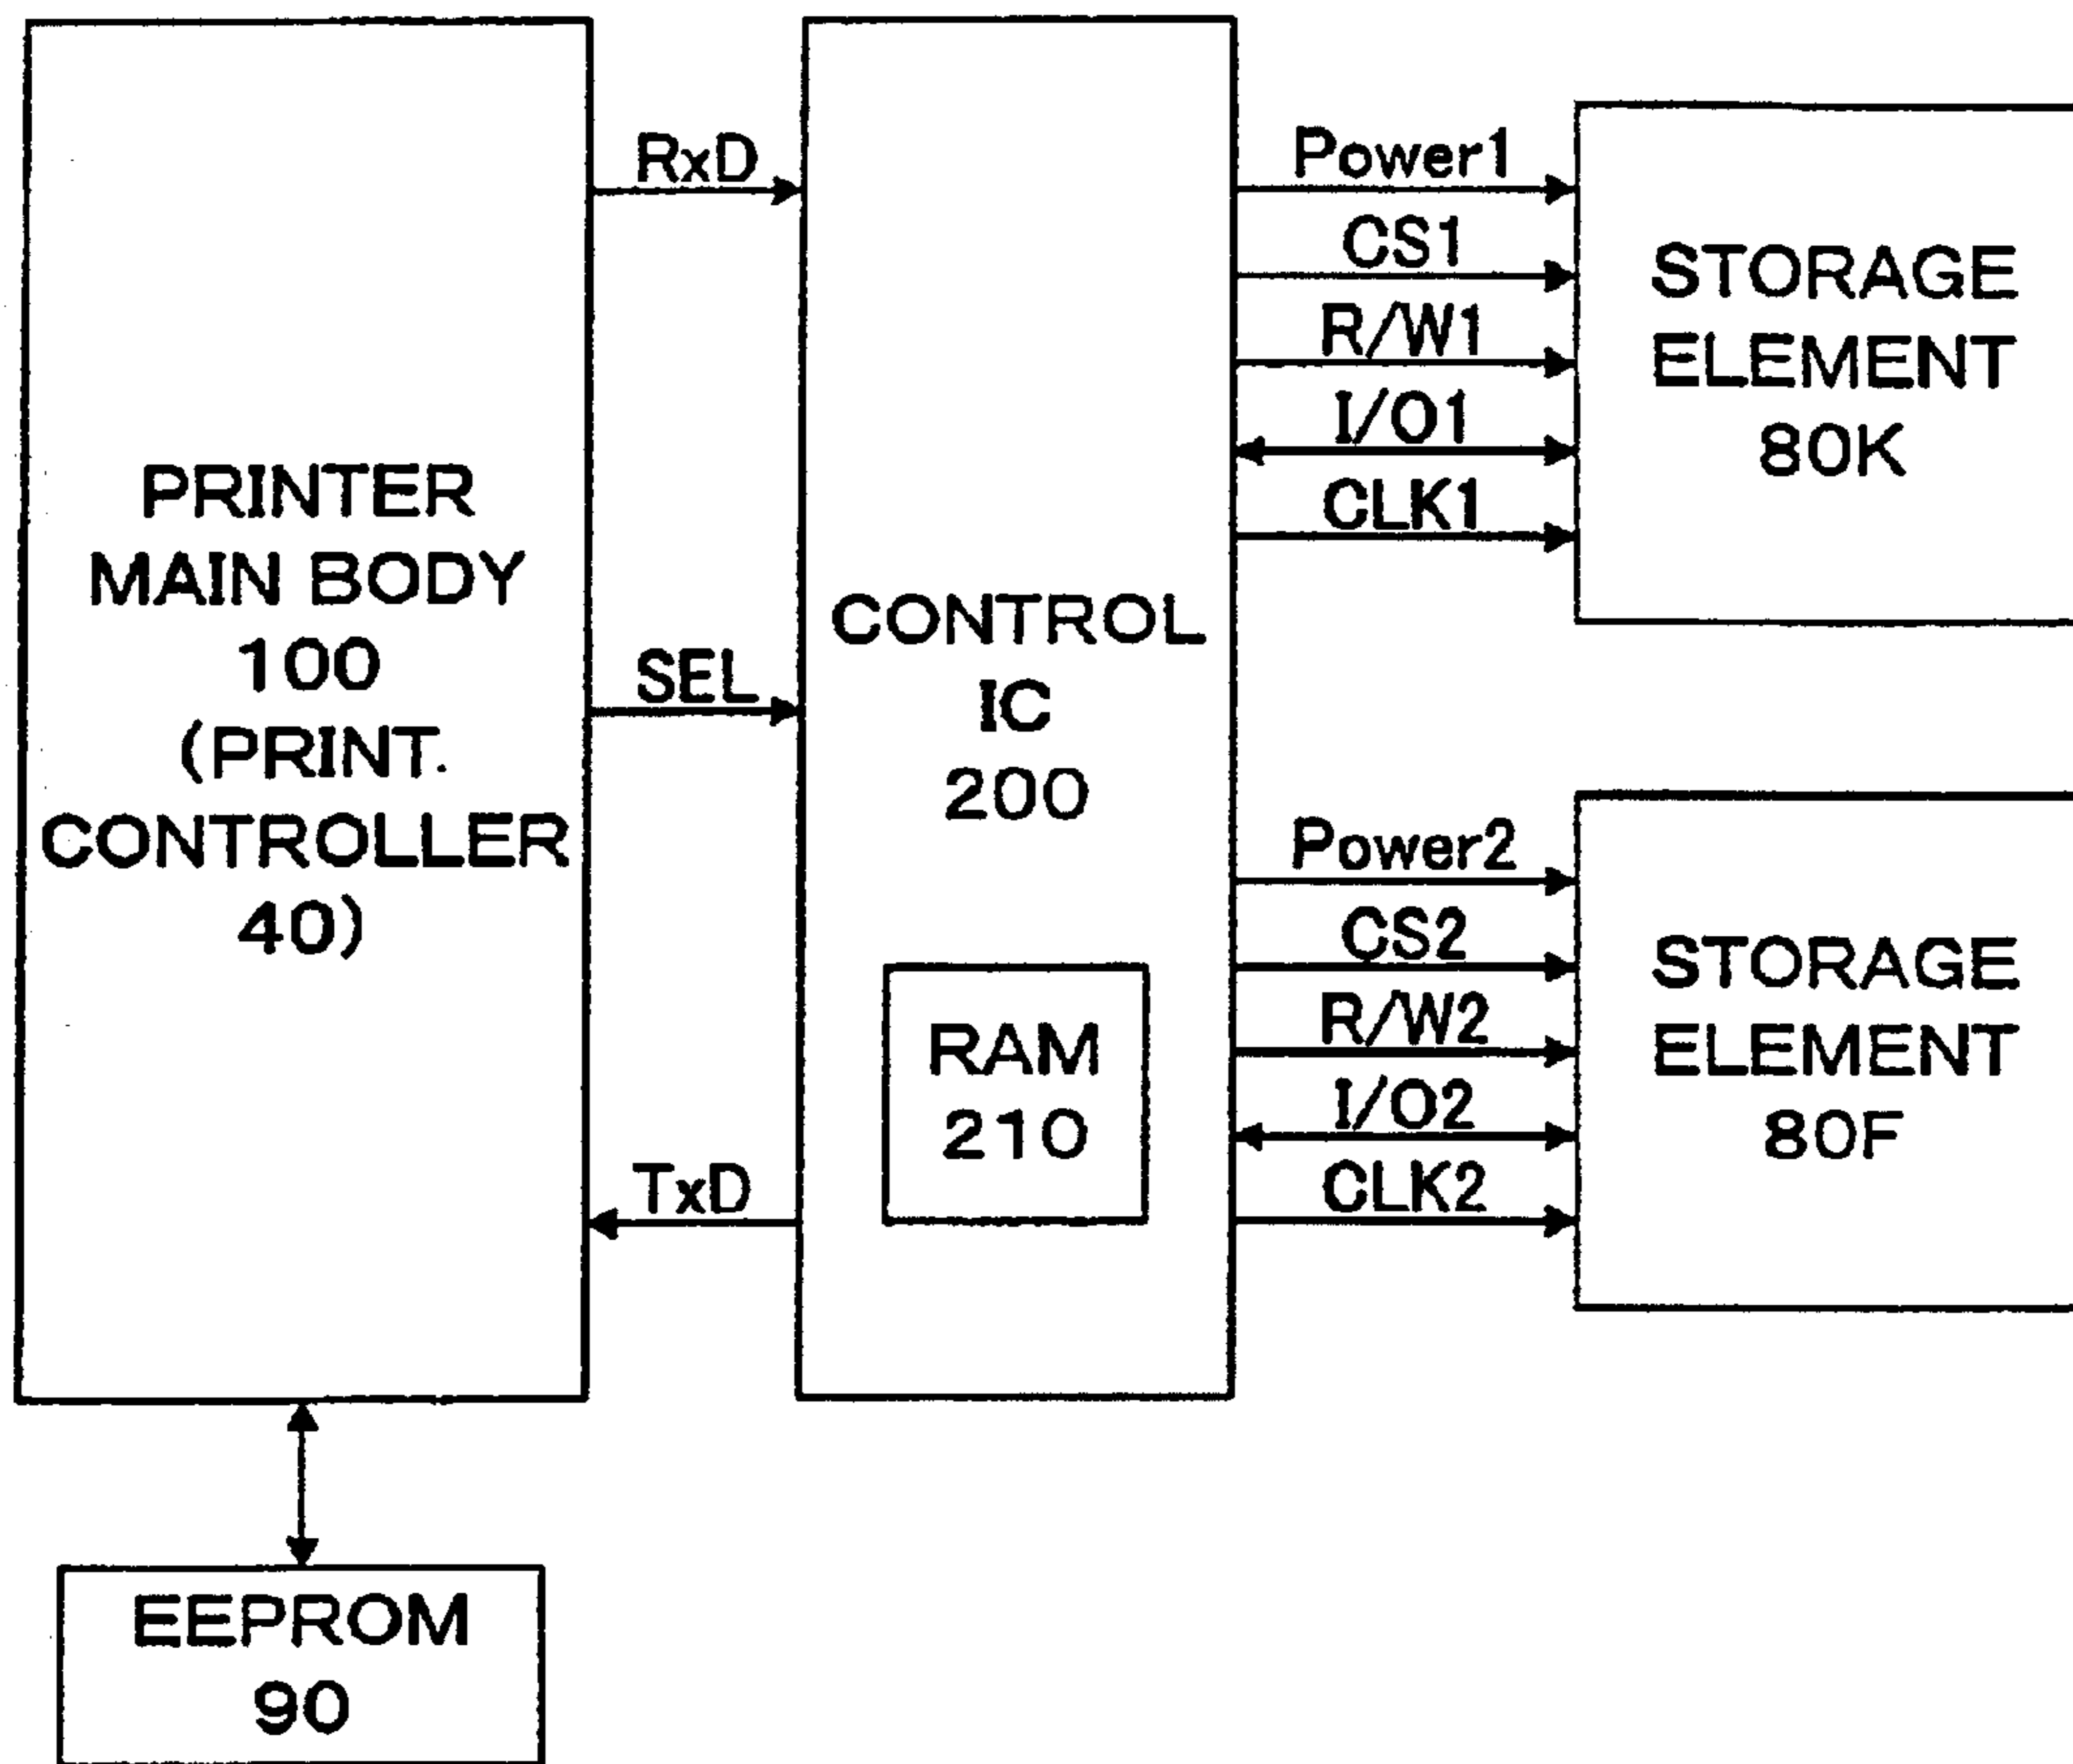 PRINTER
MAIN BODY
100
(PRINT.
CONTROLLER
40)
RxD
SEL
TxD
CONTROL
IC
200
RAM
210
Power1
CS1
R/W1
I/O1
CLK1
STORAGE
ELEMENT
80K
Power2
CS2
R/W2
I/O2
CLK2
STORAGE
ELEMENT
80F
EEPROM
90